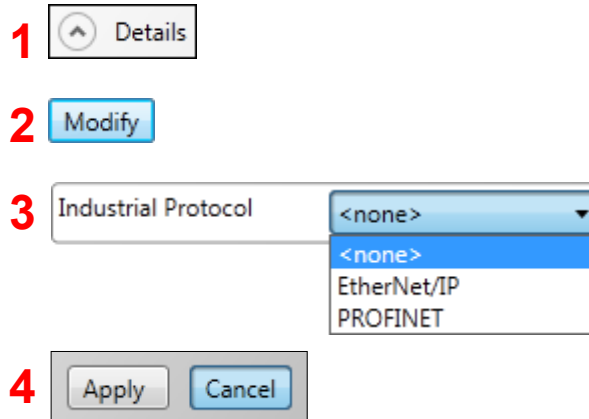 1 Details
2 Modify
3 Industrial Protocol <none>
<none>
EtherNet/IP
PROFINET
4 Apply Cancel